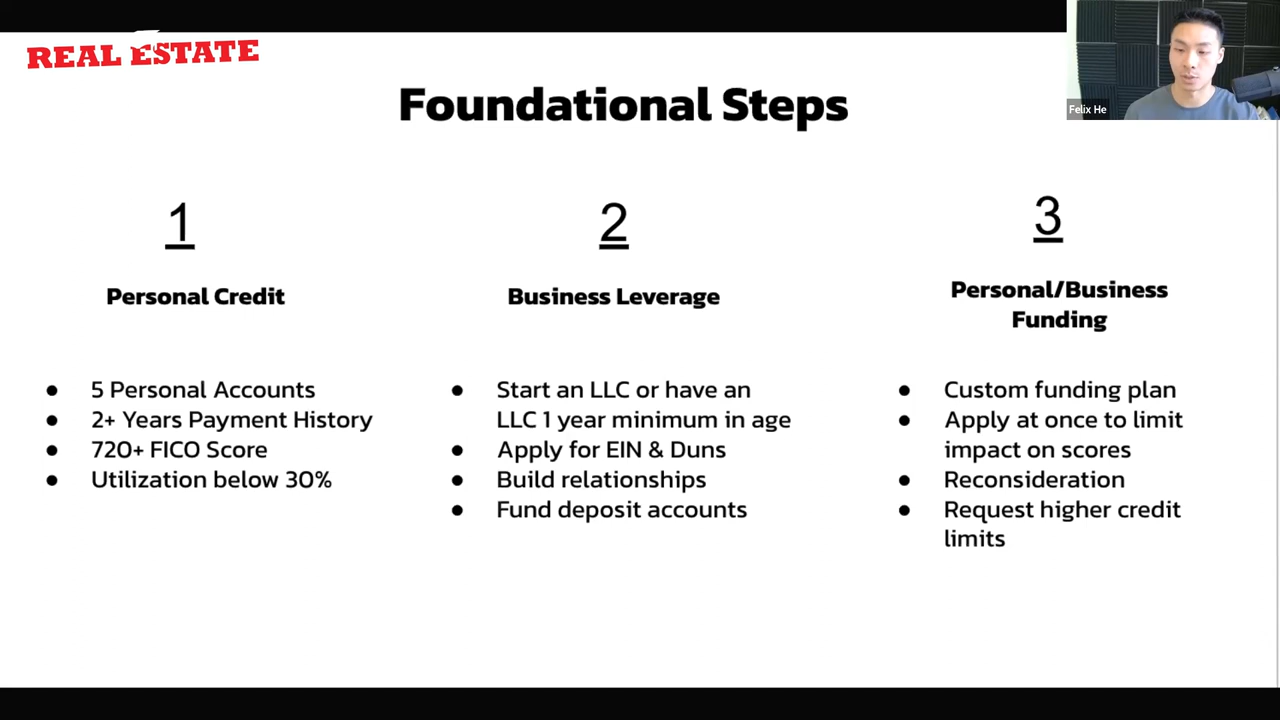 REAL ESTATE
Felix He
Foundational Steps
1
Personal Credit
● 5 Personal Accounts
● 2+ Years Payment History
● 720+ FICO Score
● Utilization below 30%
2
Business Leverage
● Start an LLC or have an
LLC 1 year minimum in age
● Apply for EIN & Duns
● Build relationships
● Fund deposit accounts
3
Personal/Business
Funding
● Custom funding plan
● Apply at once to limit
impact on scores
● Reconsideration
● Request higher credit
limits